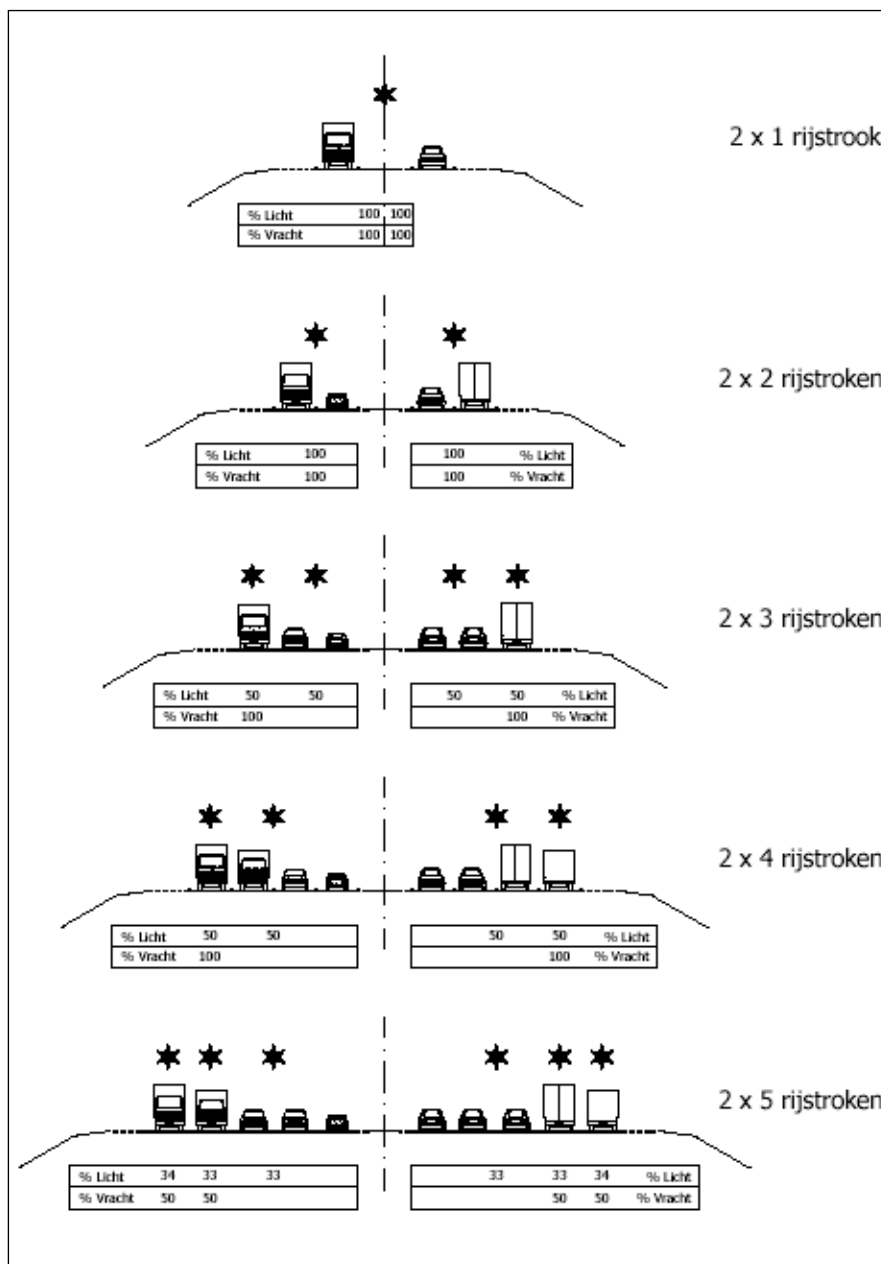 2 x 1 rijstrook
% Licht 100 100
% Vracht 100 100
2 x 2 rijstroken
% Licht 100 100 % Licht
% Vracht 100 100 % Vracht
2 x 3 rijstroken
% Licht 50 50 50 50 % Licht
% Vracht 100 100 % Vracht
2 x 4 rijstroken
% Licht 50 50 50 50 % Licht
% Vracht 100 100 % Vracht
2 x 5 rijstroken
% Licht 34 33 33 33 33 34 % Licht
% Vracht 50 50 50 50 % Vracht